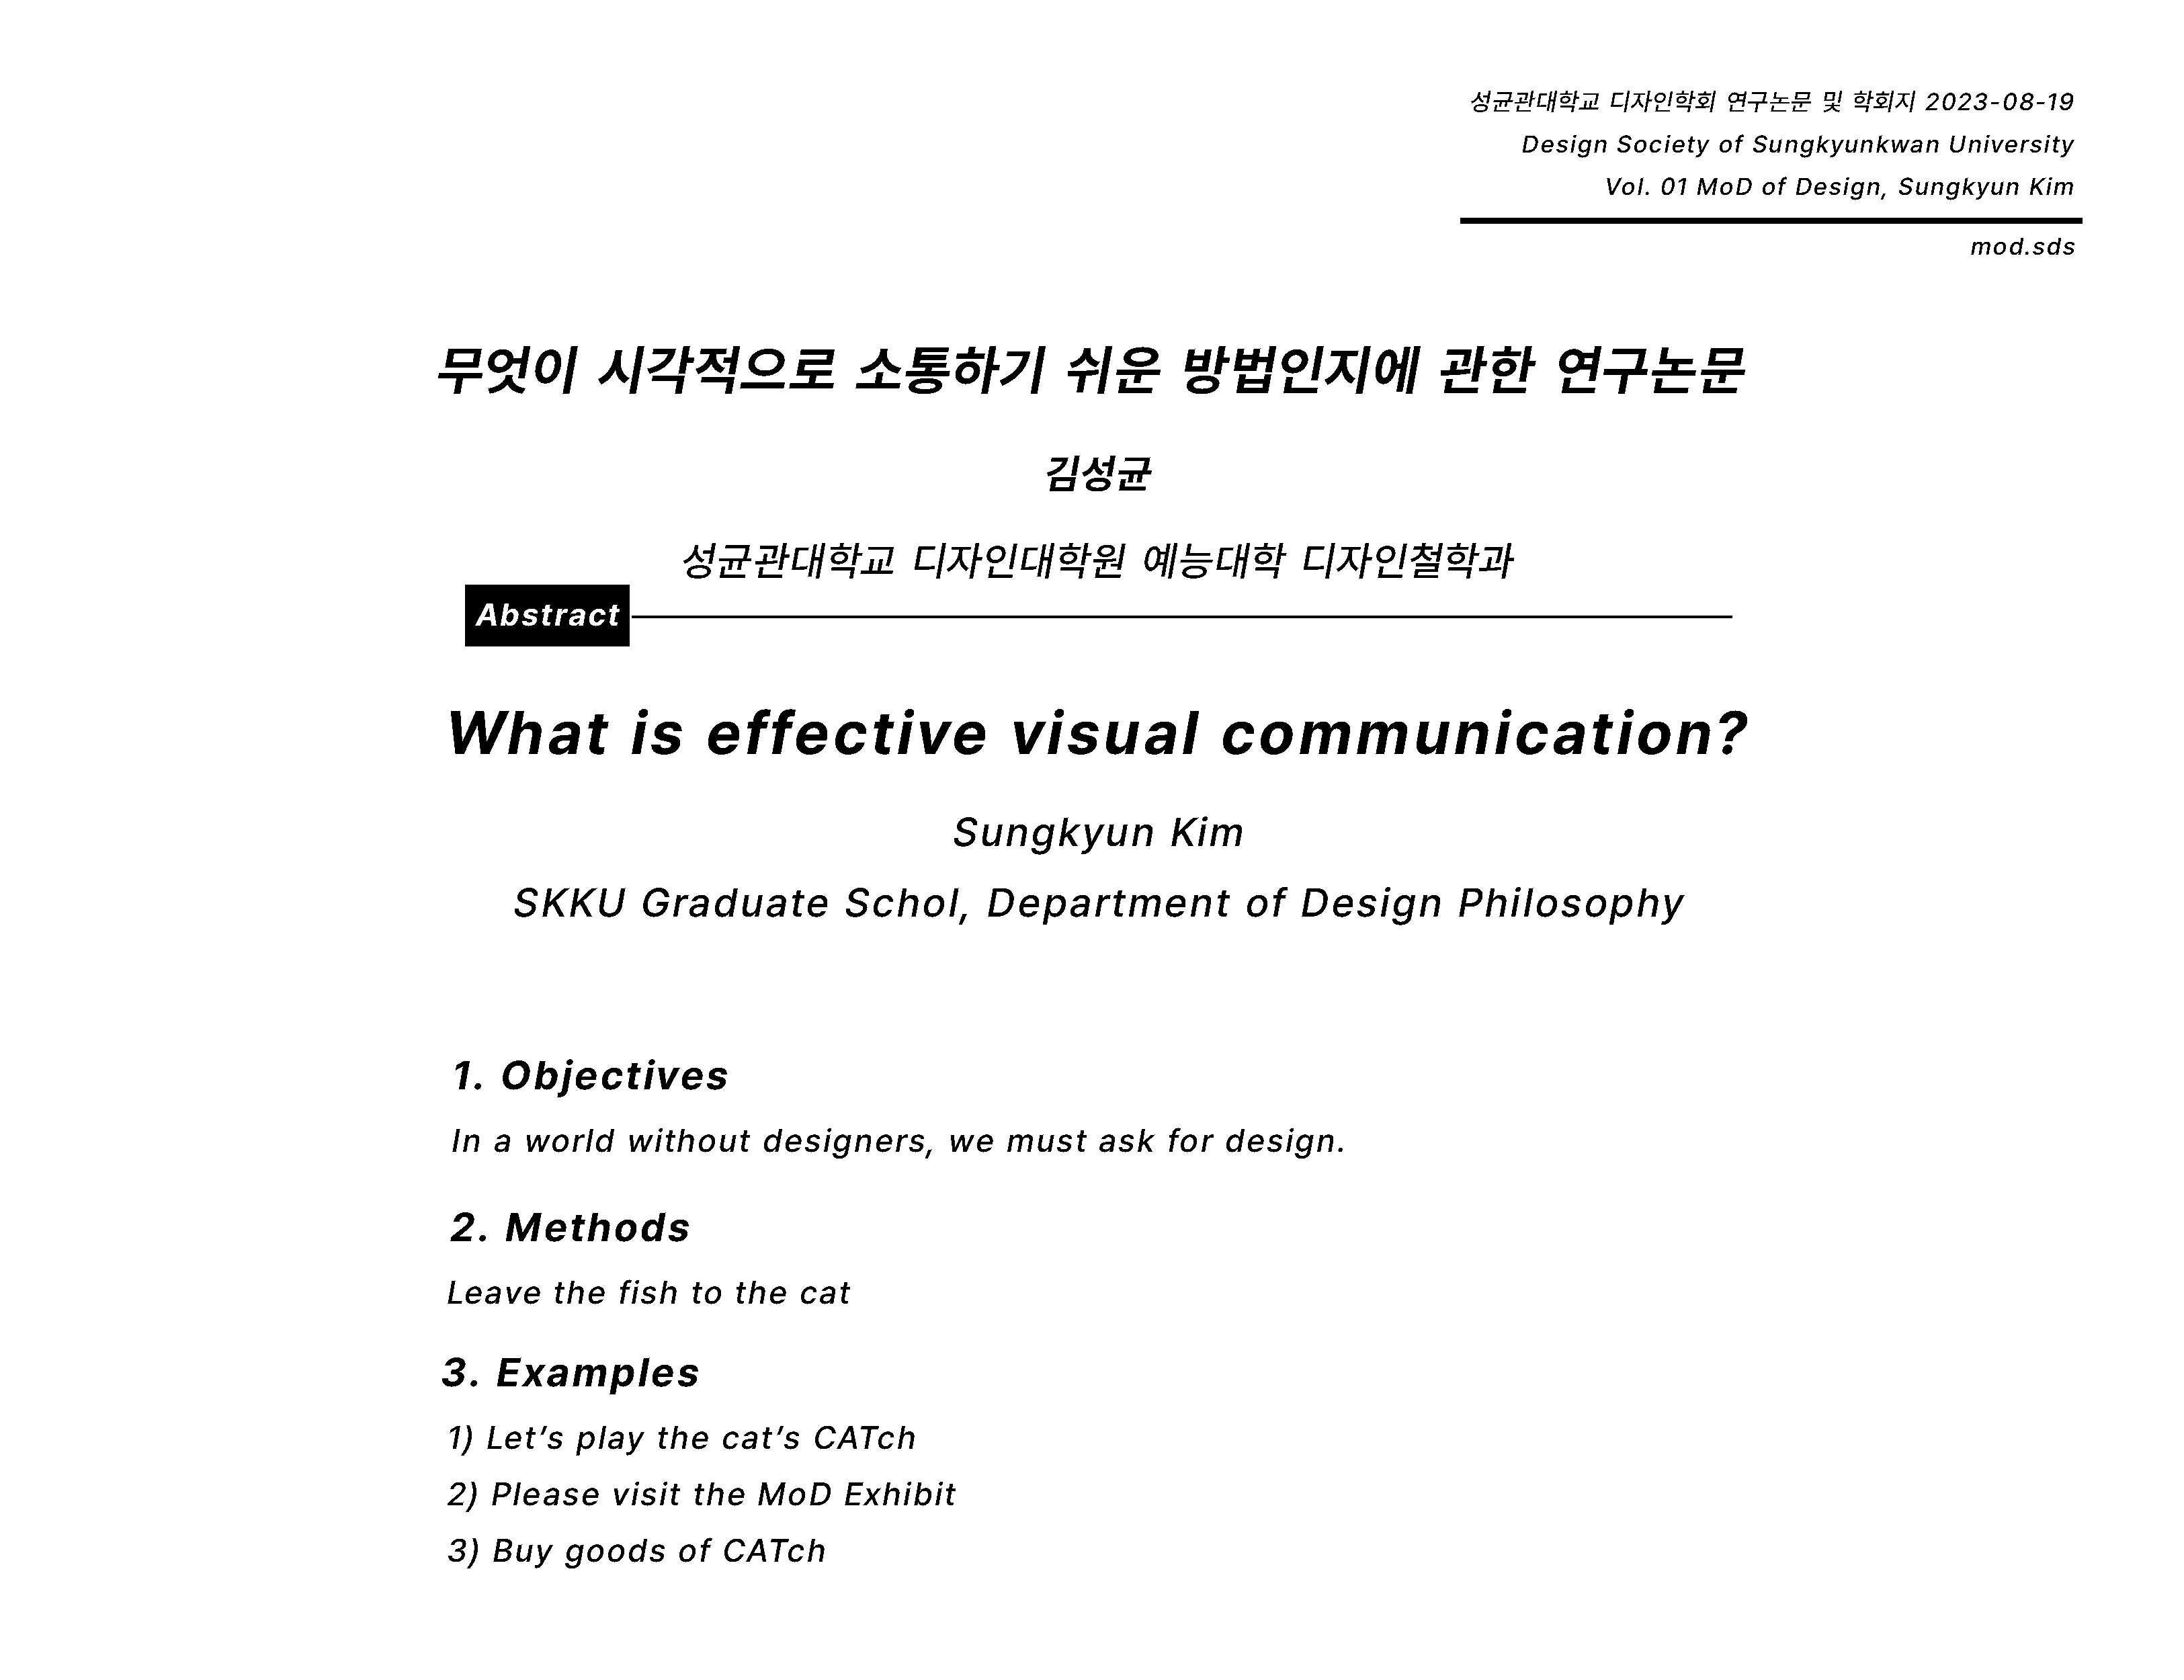 성균관대학교 디자인학회 연구논문 및 학회지 2023-08-19
Design Society of Sungkyunkwan University
Vol. 01 MoD of Design, Sungkyun Kim
mod.sds
무엇이 시각적으로 소통하기 쉬운 방법인지에 관한 연구논문
김성균
성균관대학교 디자인대학원 예능대학 디자인철학과
Abstract
What is effective visual communication?
Sungkyun Kim
SKKU Graduate Schol, Department of Design Philosophy
1. Objectives
In a world without designers, we must ask for design.
2. Methods
Leave the fish to the cat
3. Examples
1) Let’s play the cat’s CATch
2) Please visit the MoD Exhibit
3) Buy goods of CATch